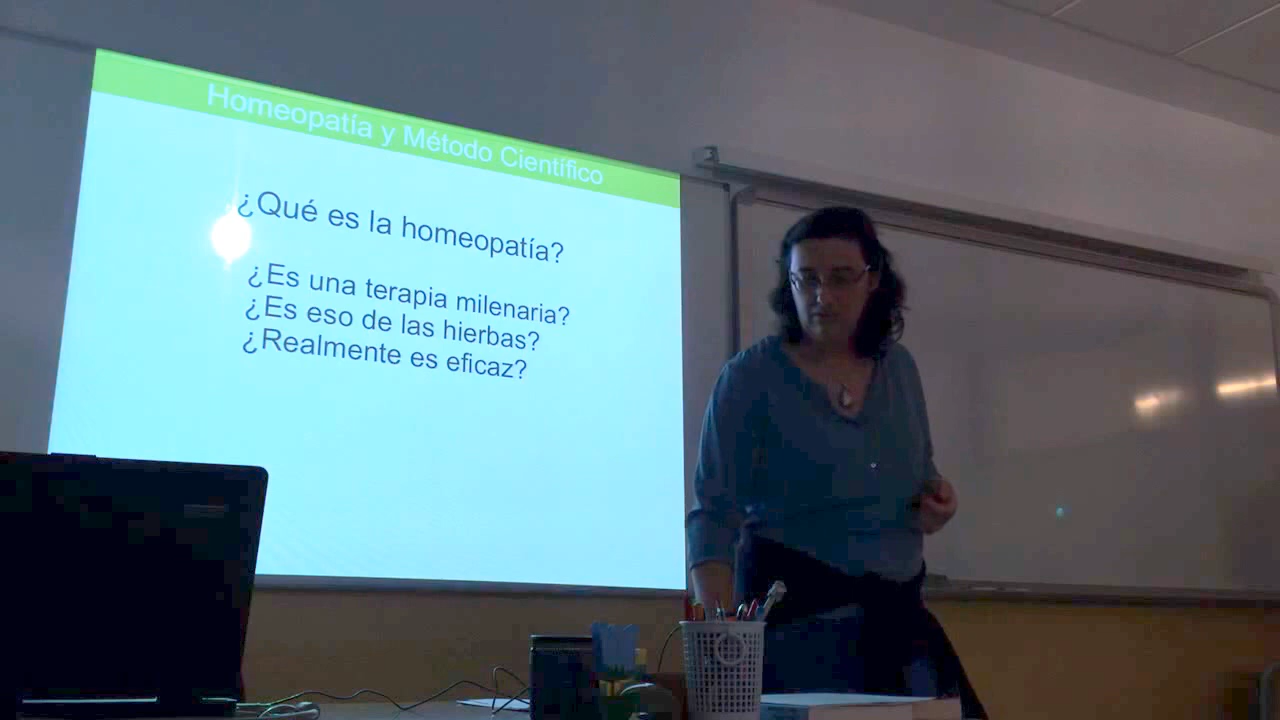 Homeopatía y Método Científico
¿Qué es la homeopatía?
¿Es una terapia milenaria?
¿Es eso de las hierbas?
¿Realmente es eficaz?